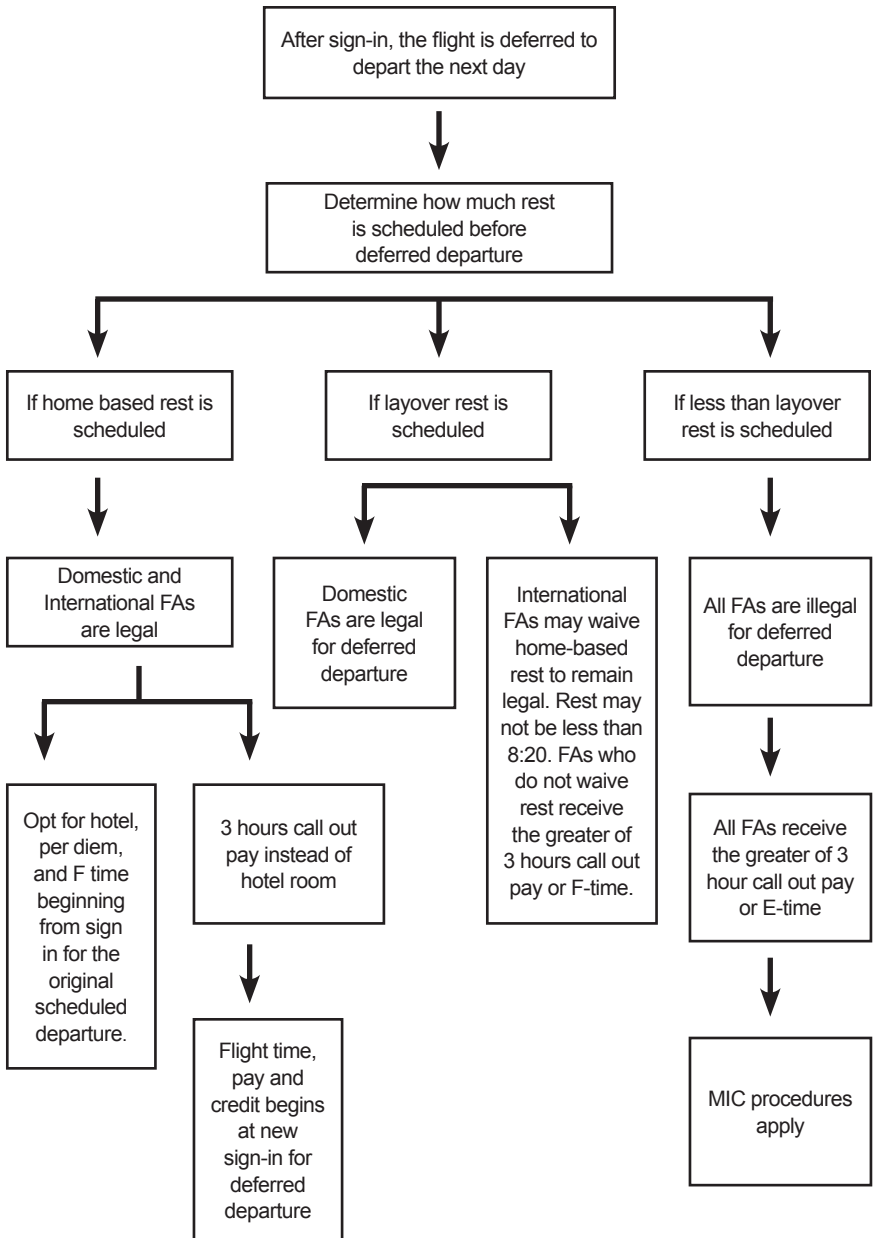 After sign-in, the flight is deferred to
depart the next day
Determine how much rest
is scheduled before
deferred departure
If home based rest is
scheduled
If layover rest is
scheduled
If less than layover
rest is scheduled
Domestic and
International FAs
are legal
Domestic
FAs are legal
for deferred
departure
International
FAs may waive
home-based
rest to remain
legal. Rest may
not be less than
8:20. FAs who
do not waive
rest receive
the greater of
3 hours call out
pay or F-time.
All FAs are illegal
for deferred
departure
Opt for hotel,
per diem,
and F time
beginning
from sign
in for the
original
scheduled
departure.
3 hours call out
pay instead of
hotel room
All FAs receive
the greater of 3
hour call out pay
or E-time
Flight time,
pay and
credit begins
at new
sign-in for
deferred
departure
MIC procedures
apply